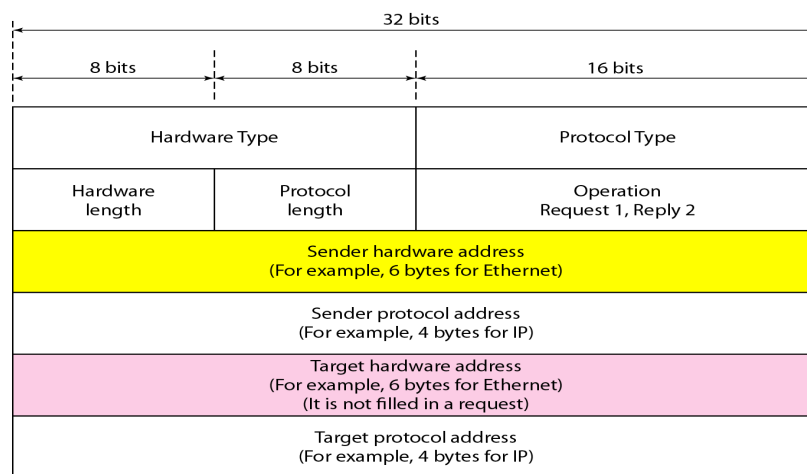 32 bits
8 bits
8 bits
16 bits
Hardware Type
Protocol Type
Hardware
length
Protocol
length
Operation
Request 1, Reply 2
Sender hardware address
(For example, 6 bytes for Ethernet)
Sender protocol address
(For example, 4 bytes for IP)
Target hardware address
(For example, 6 bytes for Ethernet)
(It is not filled in a request)
Target protocol address
(For example, 4 bytes for IP)